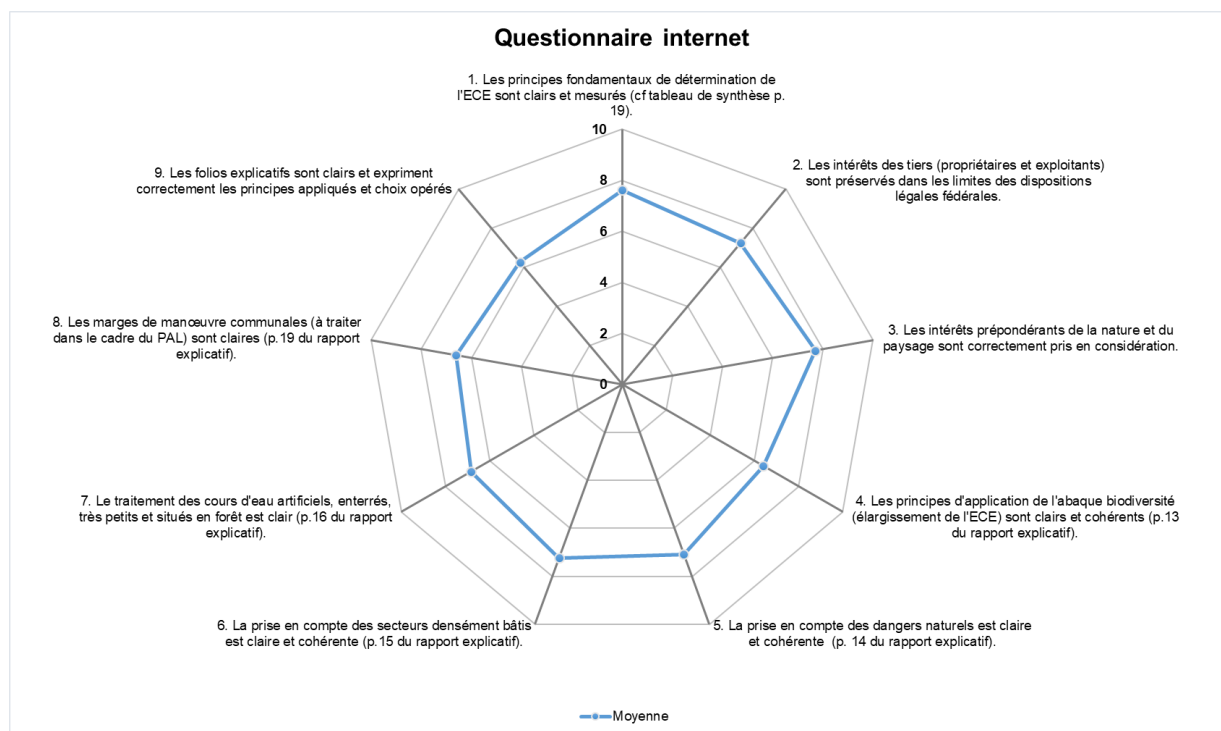 Questionnaire internet
1. Les principes fondamentaux de détermination de
l'ECE sont clairs et mesurés (cf tableau de synthèse p.
19).
10
8
6
4
2
0
2. Les intérêts des tiers (propriétaires et exploitants)
sont préservés dans les limites des dispositions
légales fédérales.
3. Les intérêts prépondérants de la nature et du
paysage sont correctement pris en considération.
4. Les principes d'application de l'abaque biodiversité
(élargissement de l'ECE) sont clairs et cohérents (p.13
du rapport explicatif).
5. La prise en compte des dangers naturels est claire
et cohérente (p. 14 du rapport explicatif).
6. La prise en compte des secteurs densément bâtis
est claire et cohérente (p.15 du rapport explicatif).
7. Le traitement des cours d'eau artificiels, enterrés,
très petits et situés en forêt est clair (p.16 du rapport
explicatif).
8. Les marges de manœuvre communales (à traiter
dans le cadre du PAL) sont claires (p.19 du rapport
explicatif).
9. Les folios explicatifs sont clairs et expriment
correctement les principes appliqués et choix opérés
Moyenne